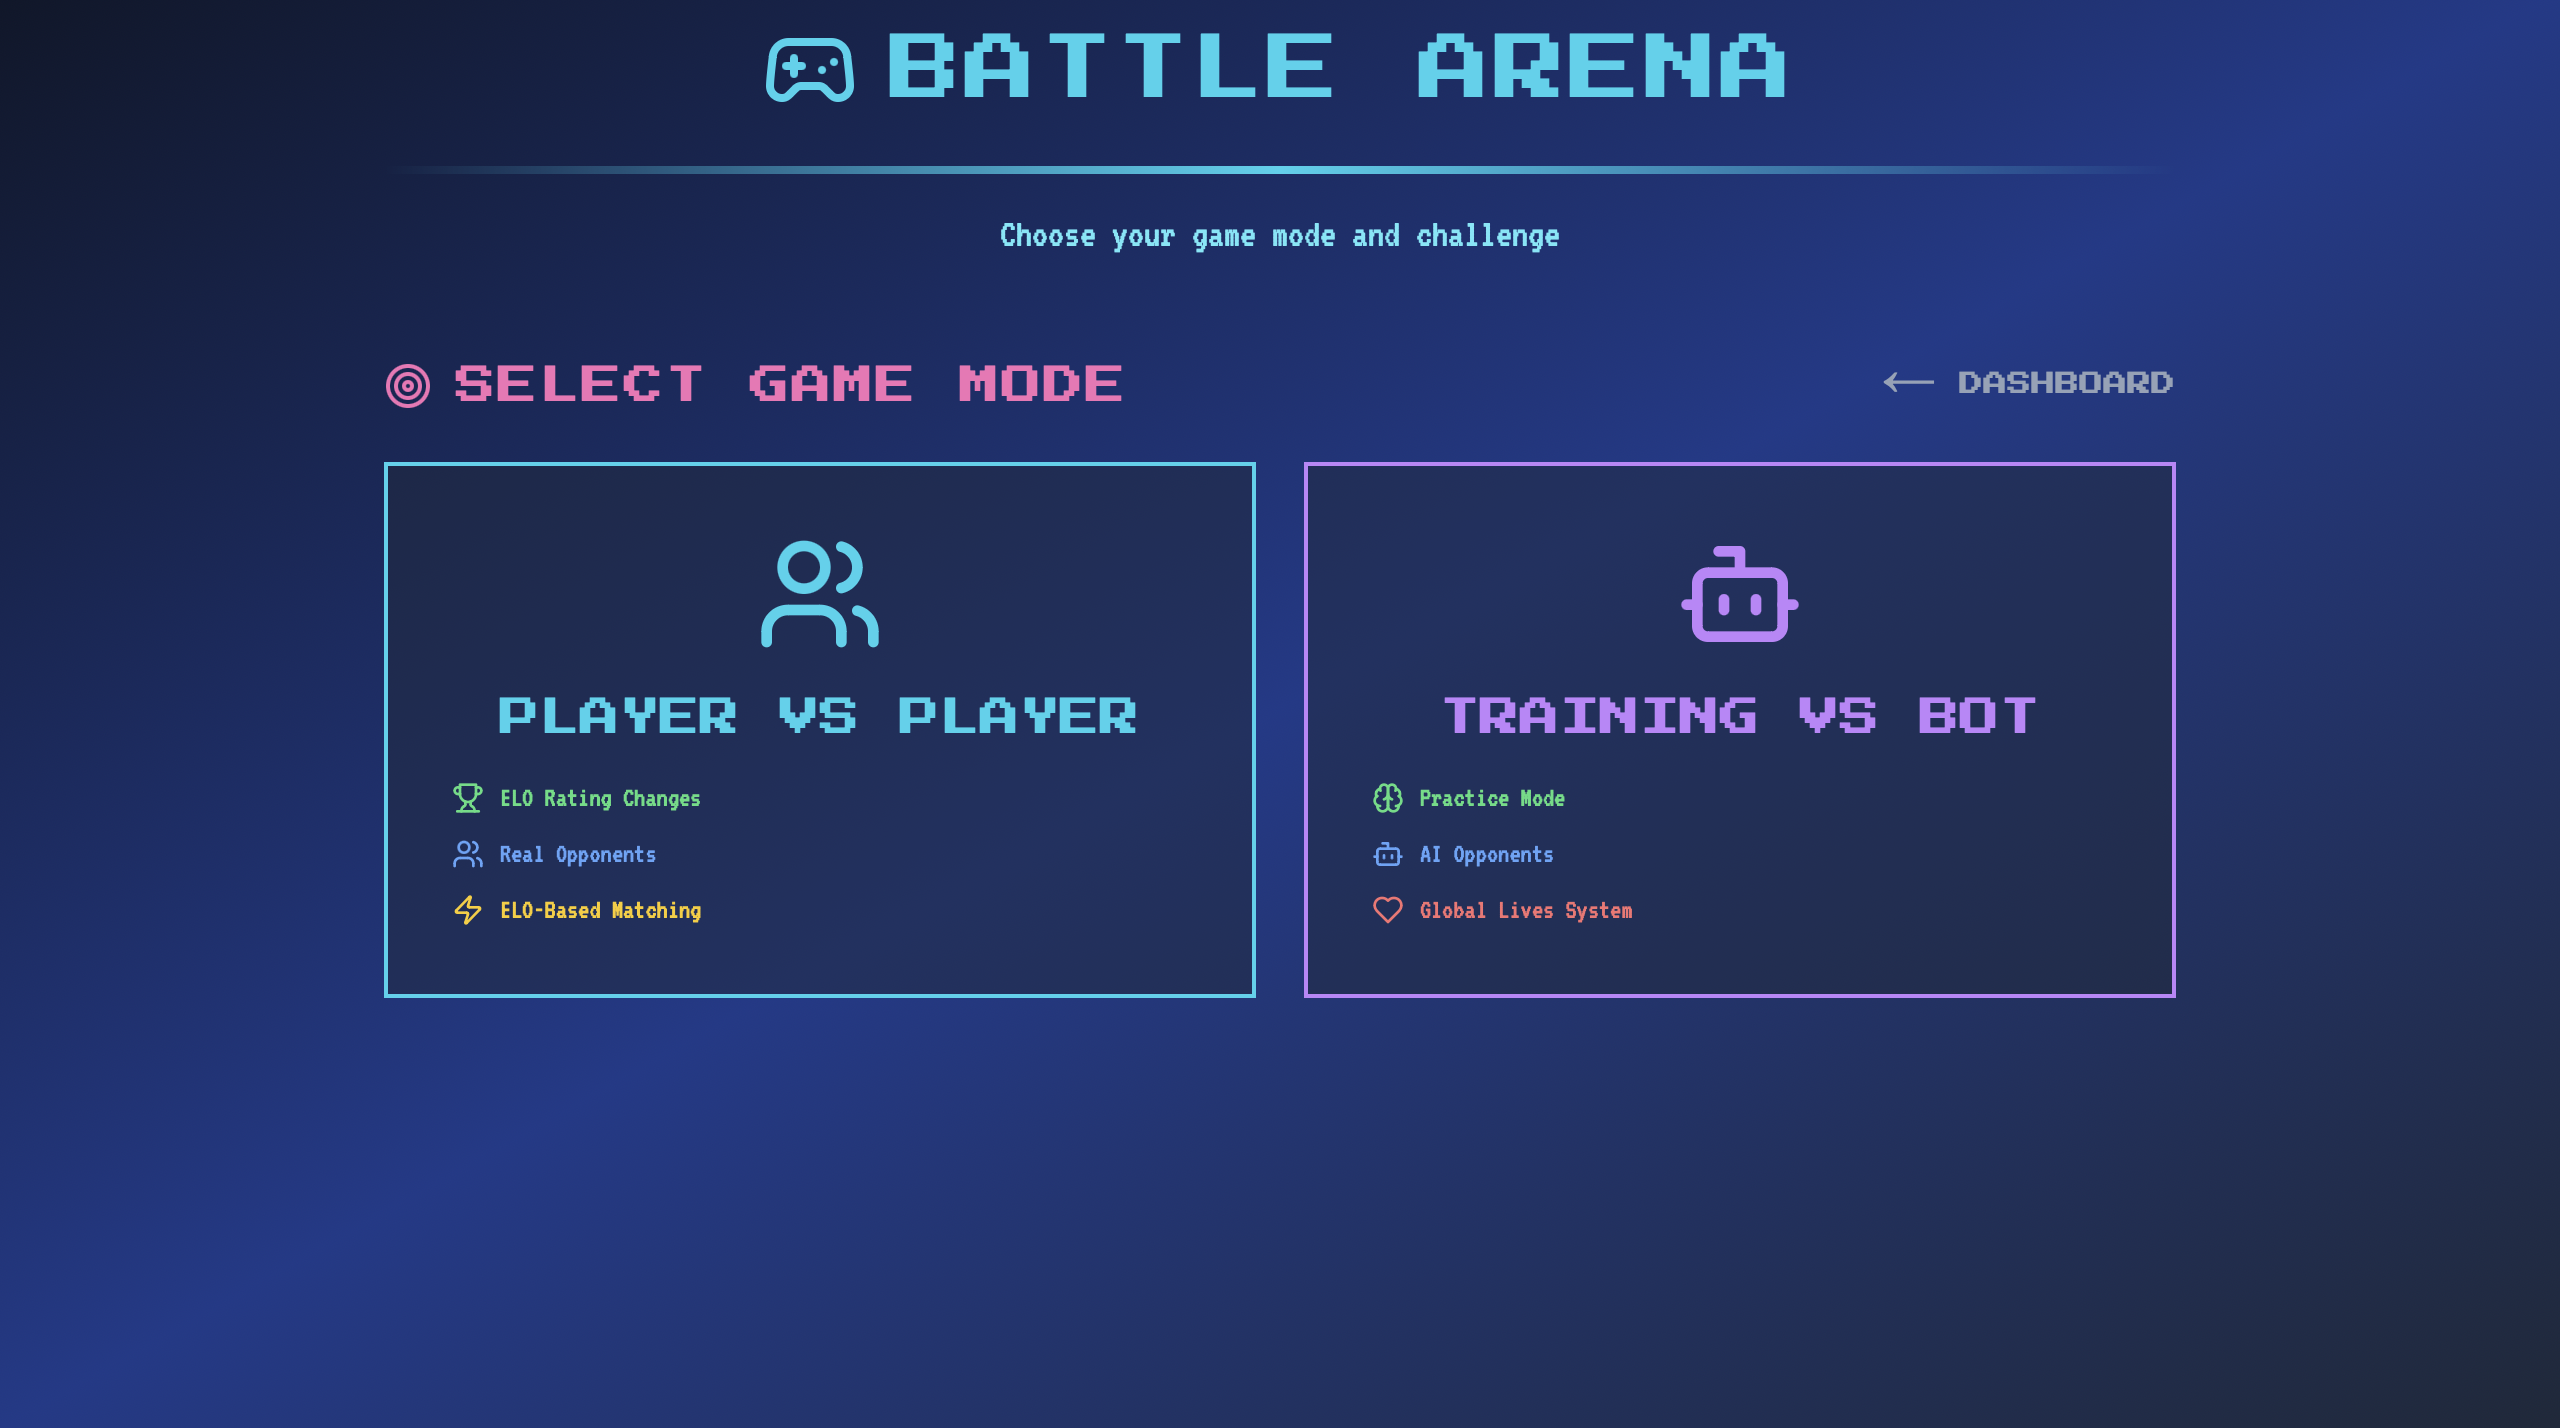 BATTLE ARENA
Choose your game mode and challenge
SELECT GAME MODE
← DASHBOARD
PLAYER VS PLAYER
ELO Rating Changes
Real Opponents
ELO-Based Matching
TRAINING VS BOT
Practice Mode
AI Opponents
Global Lives System